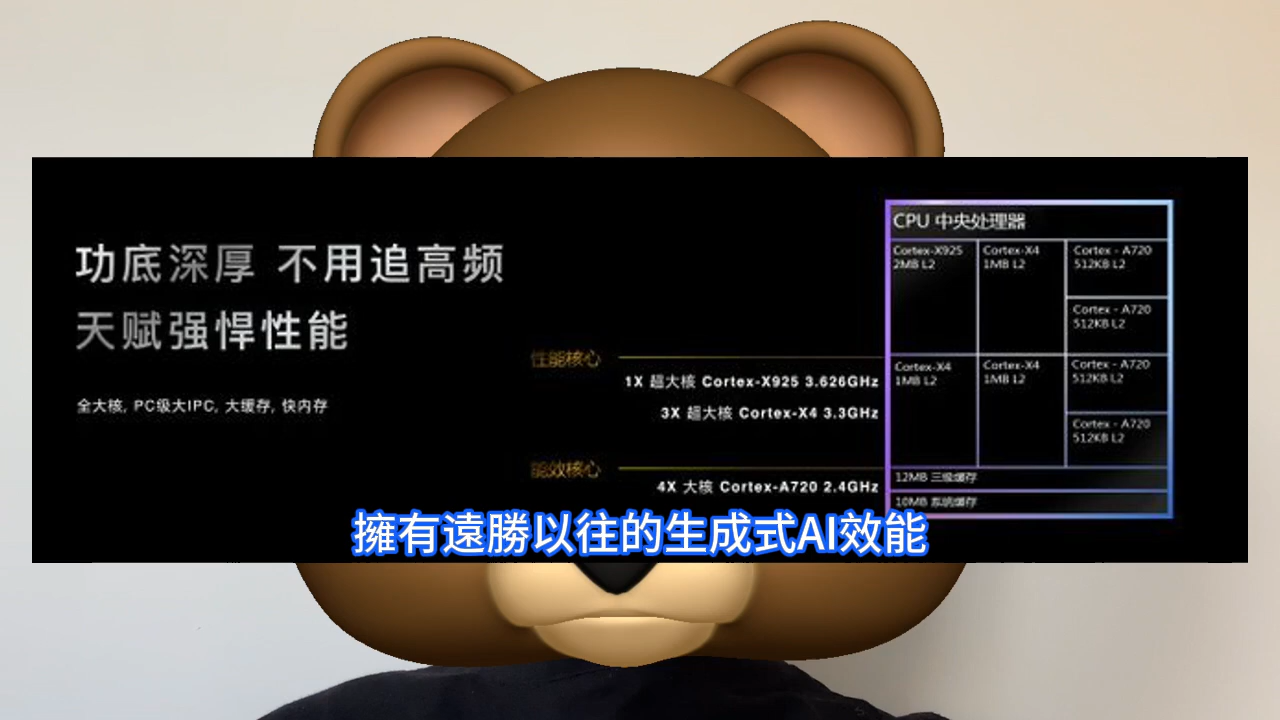 功底深厚 不用追高频
天赋强悍性能
全大核, PC级大IPC, 大缓存, 快内存
性能核心
1X 超大核 Cortex-X925 3.626GHz
3X 超大核 Cortex-X4 3.3GHz
能效核心
4X 大核 Cortex-A720 2.4GHz
CPU 中央处理器
Cortex-X925
2MB L2
Cortex-X4
1MB L2
Cortex - A720
512KB L2
Cortex - A720
512KB L2
Cortex-X4
1MB L2
Cortex-X4
1MB L2
Cortex - A720
512KB L2
Cortex - A720
512KB L2
12MB 三级缓存
10MB 系统缓存
擁有遠勝以往的生成式AI效能